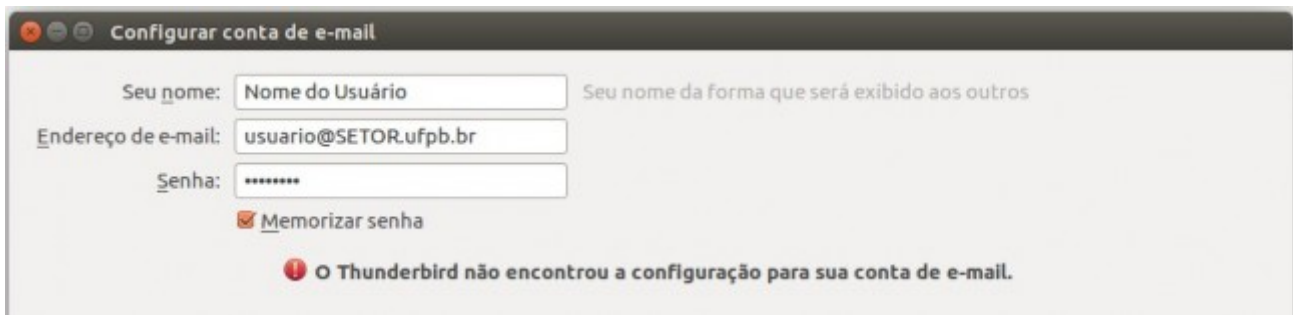 Configurar conta de e-mail
Seu nome: Nome do Usuário Seu nome da forma que será exibido aos outros
Endereço de e-mail: usuario@SETOR.ufpb.br
Senha: ••••••••
Memorizar senha
O Thunderbird não encontrou a configuração para sua conta de e-mail.